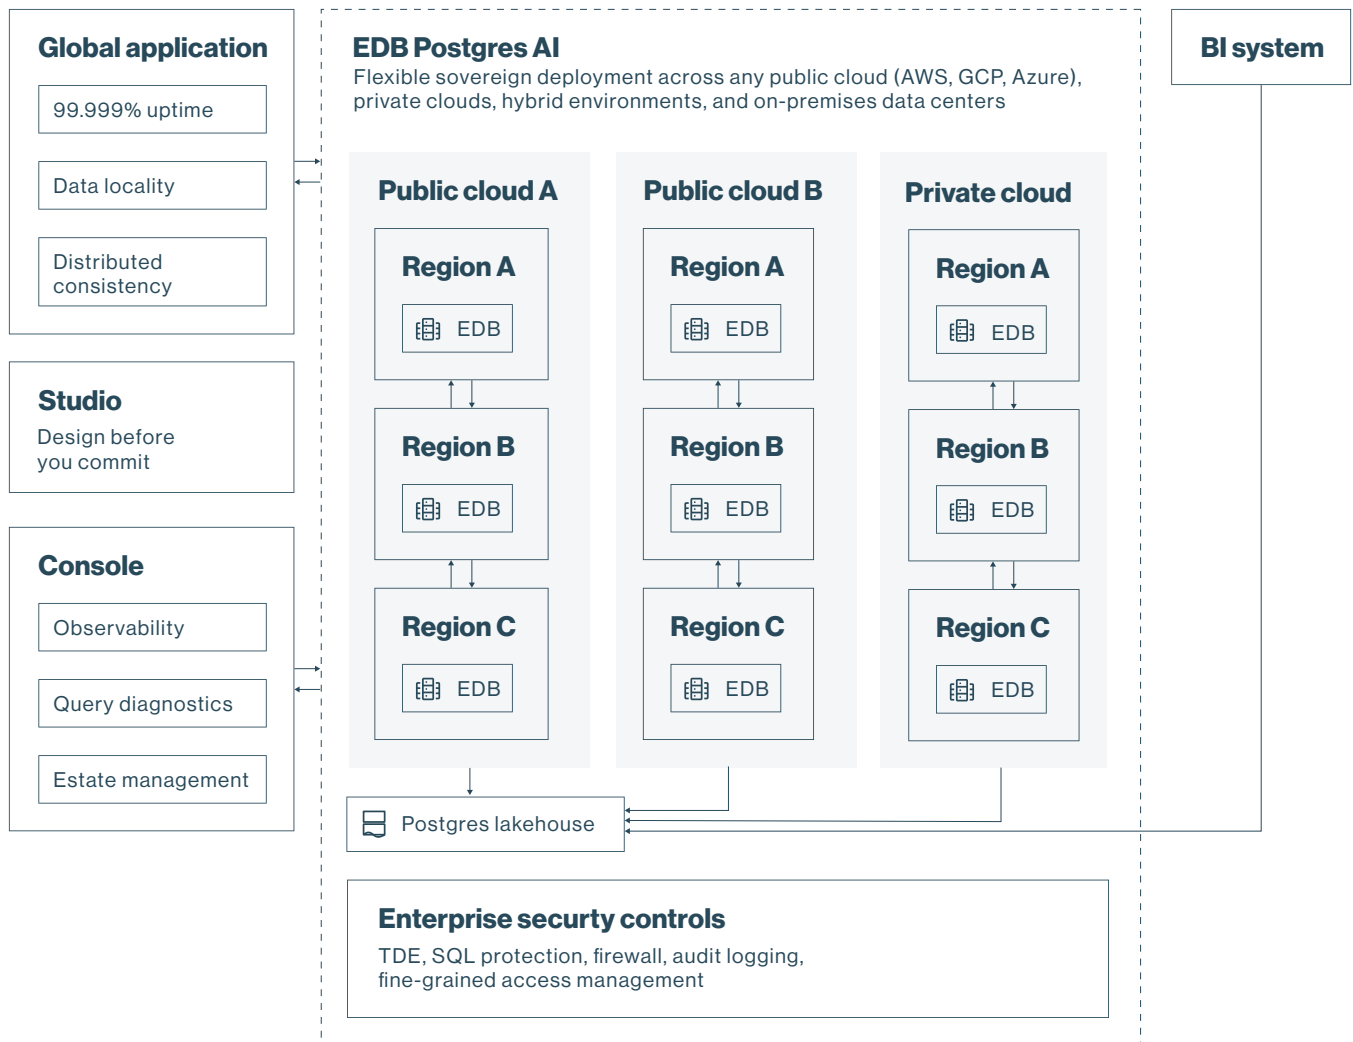 Global application
99.999% uptime
Data locality
Distributed
consistency
Studio
Design before
you commit
Console
Observability
Query diagnostics
Estate management
EDB Postgres AI
Flexible sovereign deployment across any public cloud (AWS, GCP, Azure),
private clouds, hybrid environments, and on-premises data centers
Public cloud A
Region A
EDB
Region B
EDB
Region C
EDB
Public cloud B
Region A
EDB
Region B
EDB
Region C
EDB
Private cloud
Region A
EDB
Region B
EDB
Region C
EDB
Postgres lakehouse
Enterprise securty controls
TDE, SQL protection, firewall, audit logging,
fine-grained access management
BI system